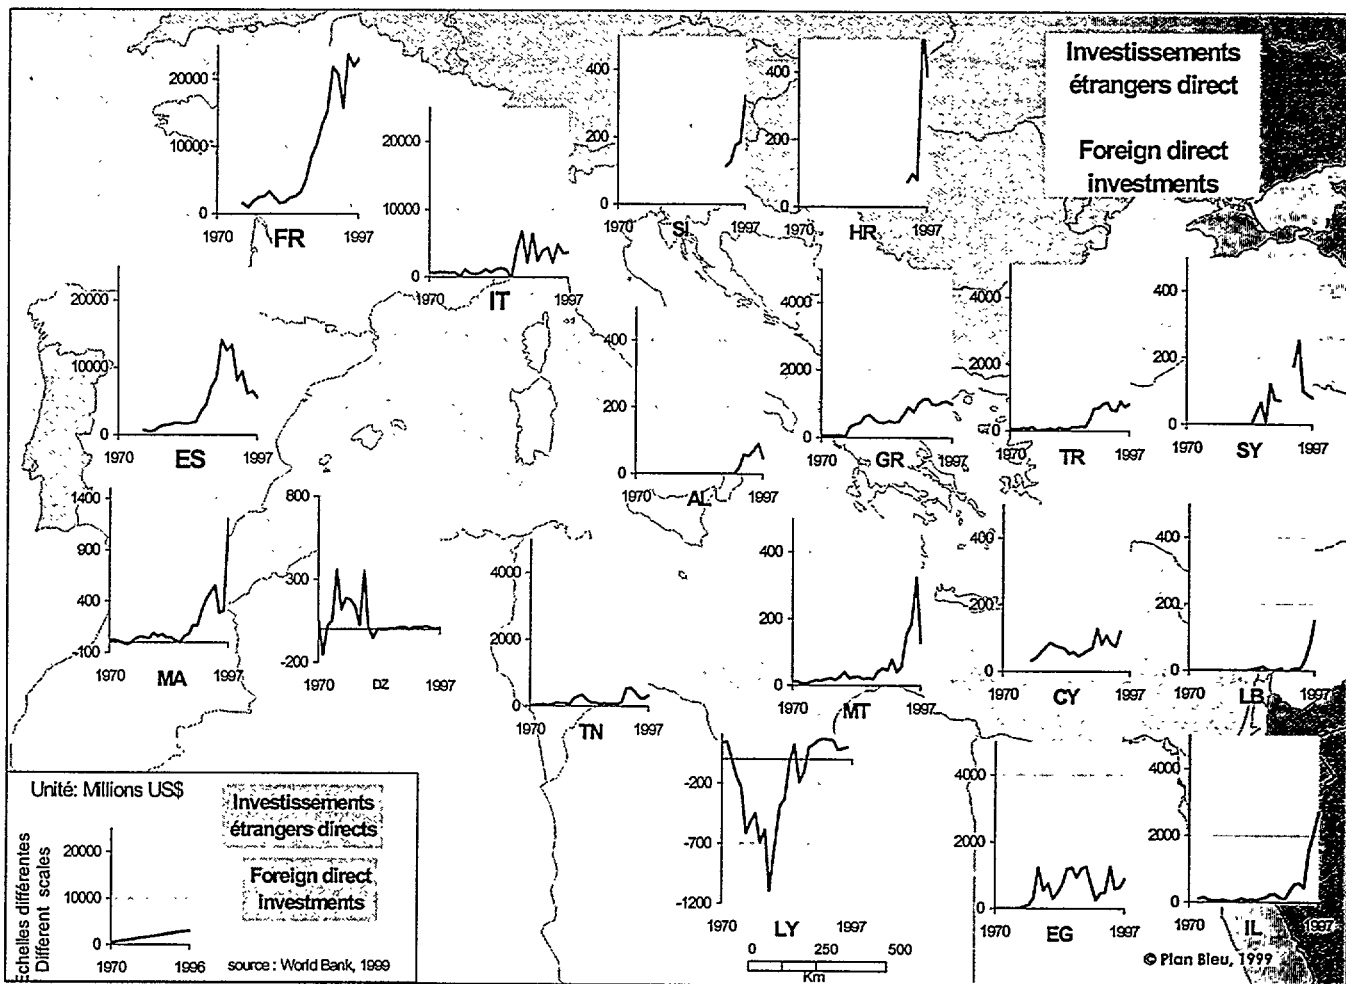 Investissements
étrangers direct
Foreign direct
investments
20000
10000
0
1970
1997
FR
20000
10000
0
1970
1997
IT
400
200
0
1970
1997
SI
400
200
0
1970
1997
HR
20000
10000
0
1970
1997
ES
400
200
0
1970
1997
AL
4000
2000
0
1970
1997
GR
4000
2000
0
1970
1997
TR
400
200
0
1970
1997
SY
1400
900
400
-100
1970
1997
MA
800
300
-200
1970
1997
DZ
4000
2000
0
1970
1997
TN
400
200
0
1970
1997
MT
400
200
0
1970
1997
CY
400
200
0
1970
1997
LB
-200
-700
-1200
1970
1997
LY
4000
2000
0
1970
1997
EG
4000
2000
0
1970
1997
IL
Unité: Millions US$
Investissements
étrangers directs
Foreign direct
investments
Echelles différentes
Different scales
20000
10000
0
1970
1996
source : World Bank, 1999
0 250 500
Km
© Plan Bleu, 1999